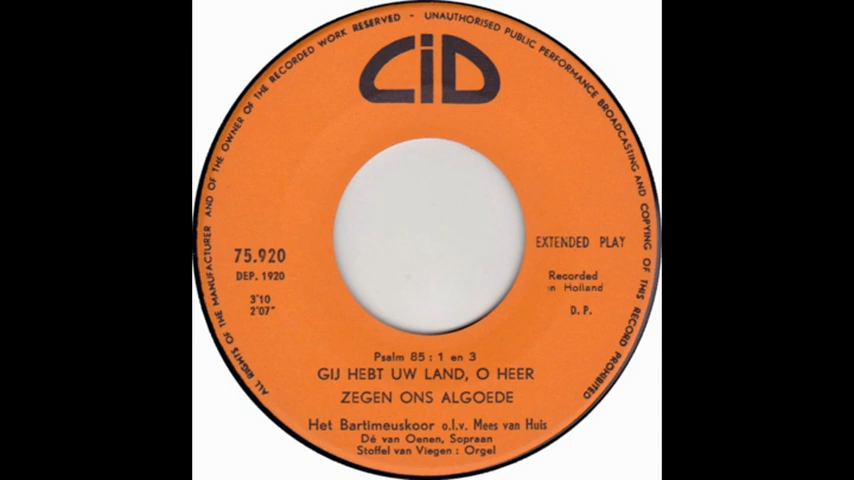 ALL RIGHTS OF THE MANUFACTURER AND OF THE OWNER OF THE RECORDED WORK RESERVED - UNAUTHORISED PUBLIC PERFORMANCE BROADCASTING AND COPYING OF THIS RECORD PROHIBITED
CiD
75.920
DEP. 1920
3'10
2'07"
EXTENDED PLAY
Recorded
in Holland
D. P.
Psalm 85 : 1 en 3
GIJ HEBT UW LAND, O HEER
ZEGEN ONS ALGOEDE
Het Bartimeuskoor o.l.v. Mees van Huis
Dé van Oenen, Sopraan
Stoffel van Viegen : Orgel